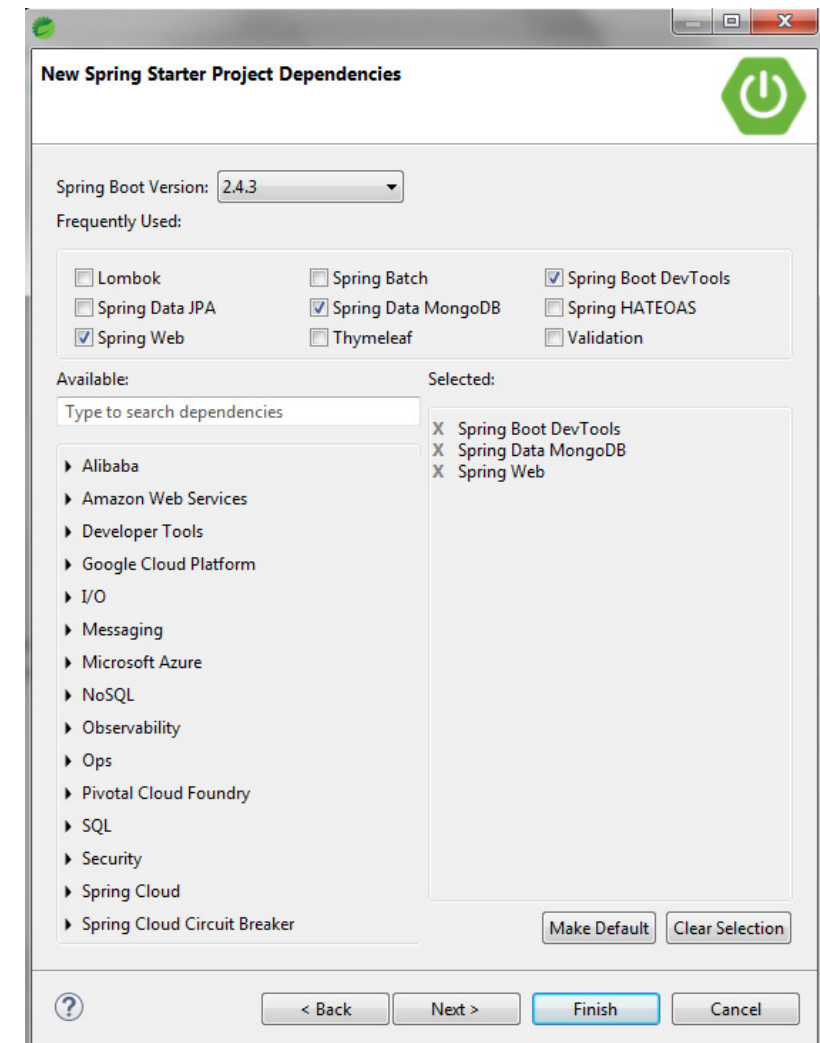 New Spring Starter Project Dependencies
Spring Boot Version: 2.4.3
Frequently Used:
Lombok Spring Batch Spring Boot DevTools
Spring Data JPA Spring Data MongoDB Spring HATEOAS
Spring Web Thymeleaf Validation
Available: Selected:
Type to search dependencies
X Spring Boot DevTools
X Spring Data MongoDB
X Spring Web
Alibaba
Amazon Web Services
Developer Tools
Google Cloud Platform
I/O
Messaging
Microsoft Azure
NoSQL
Observability
Ops
Pivotal Cloud Foundry
SQL
Security
Spring Cloud
Spring Cloud Circuit Breaker
Make Default Clear Selection
? < Back Next > Finish Cancel